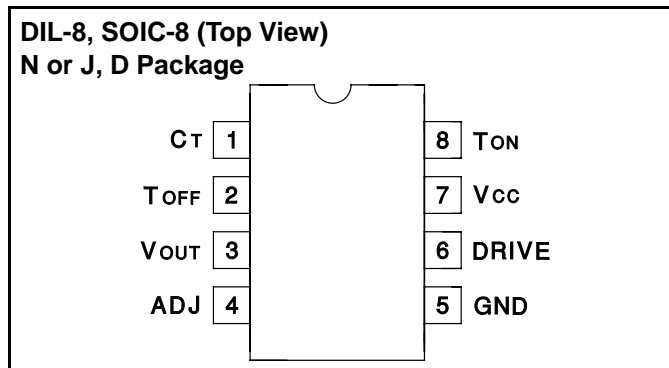 DIL-8, SOIC-8 (Top View)
N or J, D Package
CT 1 8 TON
TOFF 2 7 VCC
VOUT 3 6 DRIVE
ADJ 4 5 GND